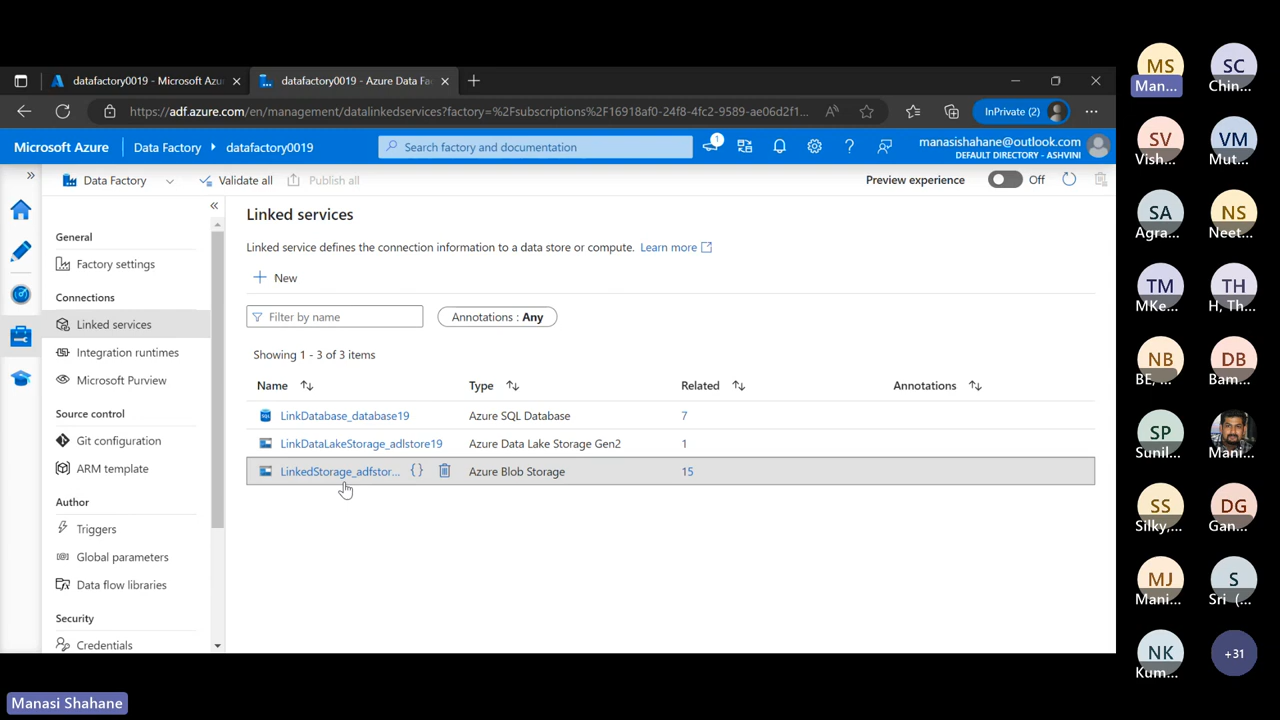 datafactory0019 - Microsoft Azu
datafactory0019 - Azure Data Fa
https://adf.azure.com/en/management/datalinkedservices?factory=%2Fsubscriptions%2F16918af0-24f8-4fc2-9589-ae06d2f1...
InPrivate (2)
Microsoft Azure
Data Factory
datafactory0019
Search factory and documentation
1
manasishahane@outlook.com
DEFAULT DIRECTORY - ASHVINI
Data Factory
Validate all
Publish all
Preview experience
Off
General
Factory settings
Connections
Linked services
Integration runtimes
Microsoft Purview
Source control
Git configuration
ARM template
Author
Triggers
Global parameters
Data flow libraries
Security
Credentials
Linked services
Linked service defines the connection information to a data store or compute. Learn more
New
Filter by name
Annotations : Any
Showing 1 - 3 of 3 items
Name Type Related Annotations
LinkDatabase_database19 Azure SQL Database 7
LinkDataLakeStorage_adlstore19 Azure Data Lake Storage Gen2 1
LinkedStorage_adfstor... {} Azure Blob Storage 15
MS SC
Man... Chin...
SV VM
Vish... Mut...
SA NS
Agra... Neet...
TM TH
MKe... H, Th...
NB DB
BE, ... Bam...
SP
Sunil... Mani...
SS DG
Silky,... Gan...
MJ S
Mani... Sri (...
NK +31
Kum...
Manasi Shahane